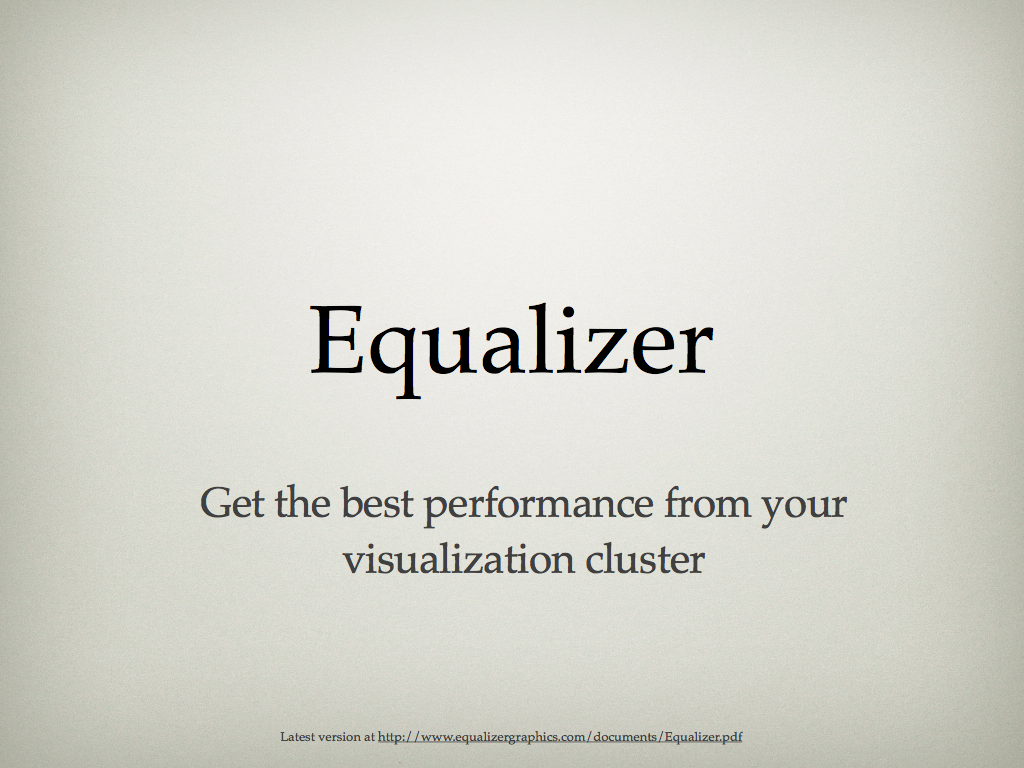 Equalizer
Get the best performance from your
visualization cluster
Latest version at http://www.equalizergraphics.com/documents/Equalizer.pdf